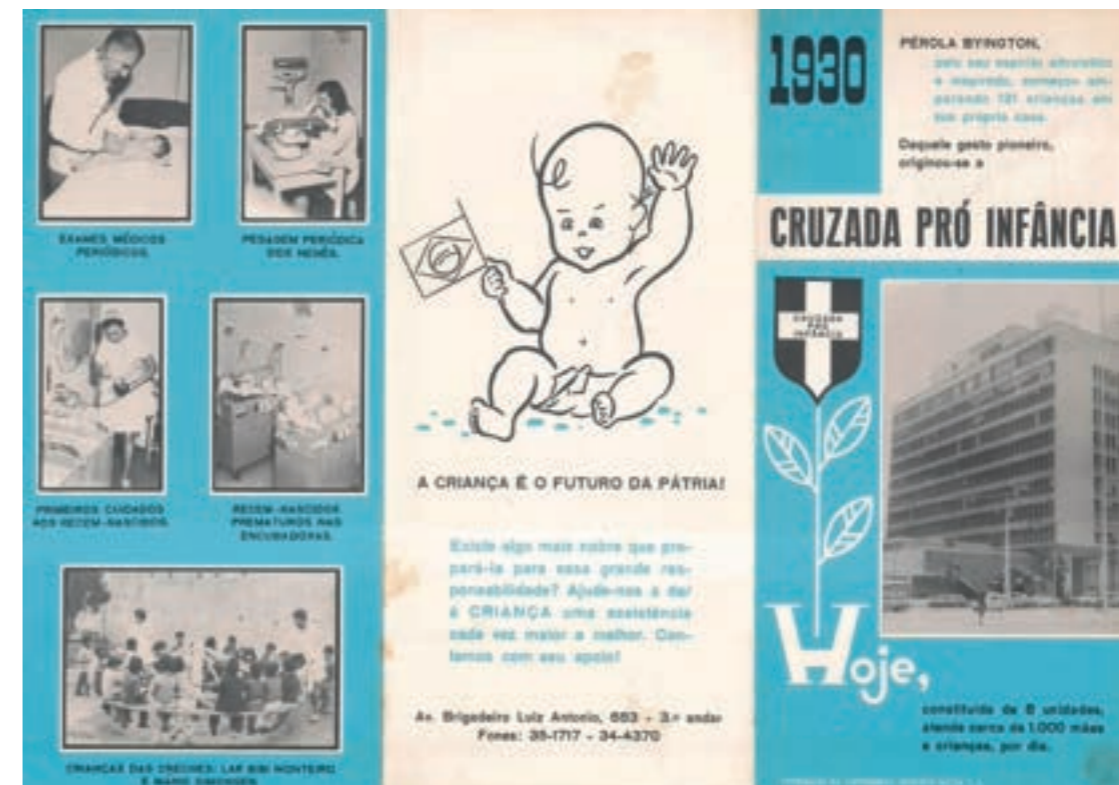 EXAMES MÉDICOS
PERIÓDICOS.
PESAGEM PERIÓDICA
DOS NENÊS.
PRIMEIROS CUIDADOS
AOS RECEM-NASCIDOS.
RECEM-NASCIDOS
PREMATUROS NAS
ENCUBADORAS.
CRIANÇAS DAS CRECHES: LAR BIBI MONTEIRO
E MARIO SIMONSEN
A CRIANÇA É O FUTURO DA PÁTRIA!
Existe algo mais nobre que pre-
pará-la para essa grande res-
ponsabilidade? Ajude-nos a dar
à CRIANÇA uma assistência
cada vez maior e melhor. Con-
tamos com seu apoio!
Av. Brigadeiro Luiz Antonio, 683 - 3.º andar
Fones: 35-1717 - 34-4370
1930
PÉROLA BYINGTON,
pelo seu espírito altruístico
e inspirado, começou am-
parando 121 crianças em
sua própria casa.
Daquele gesto pioneiro,
originou-se a
CRUZADA PRÓ INFÂNCIA
CRUZADA
PRÓ
INFÂNCIA
Hoje,
constituida de 8 unidades,
atende cerca de 1.000 mães
e crianças, por dia.